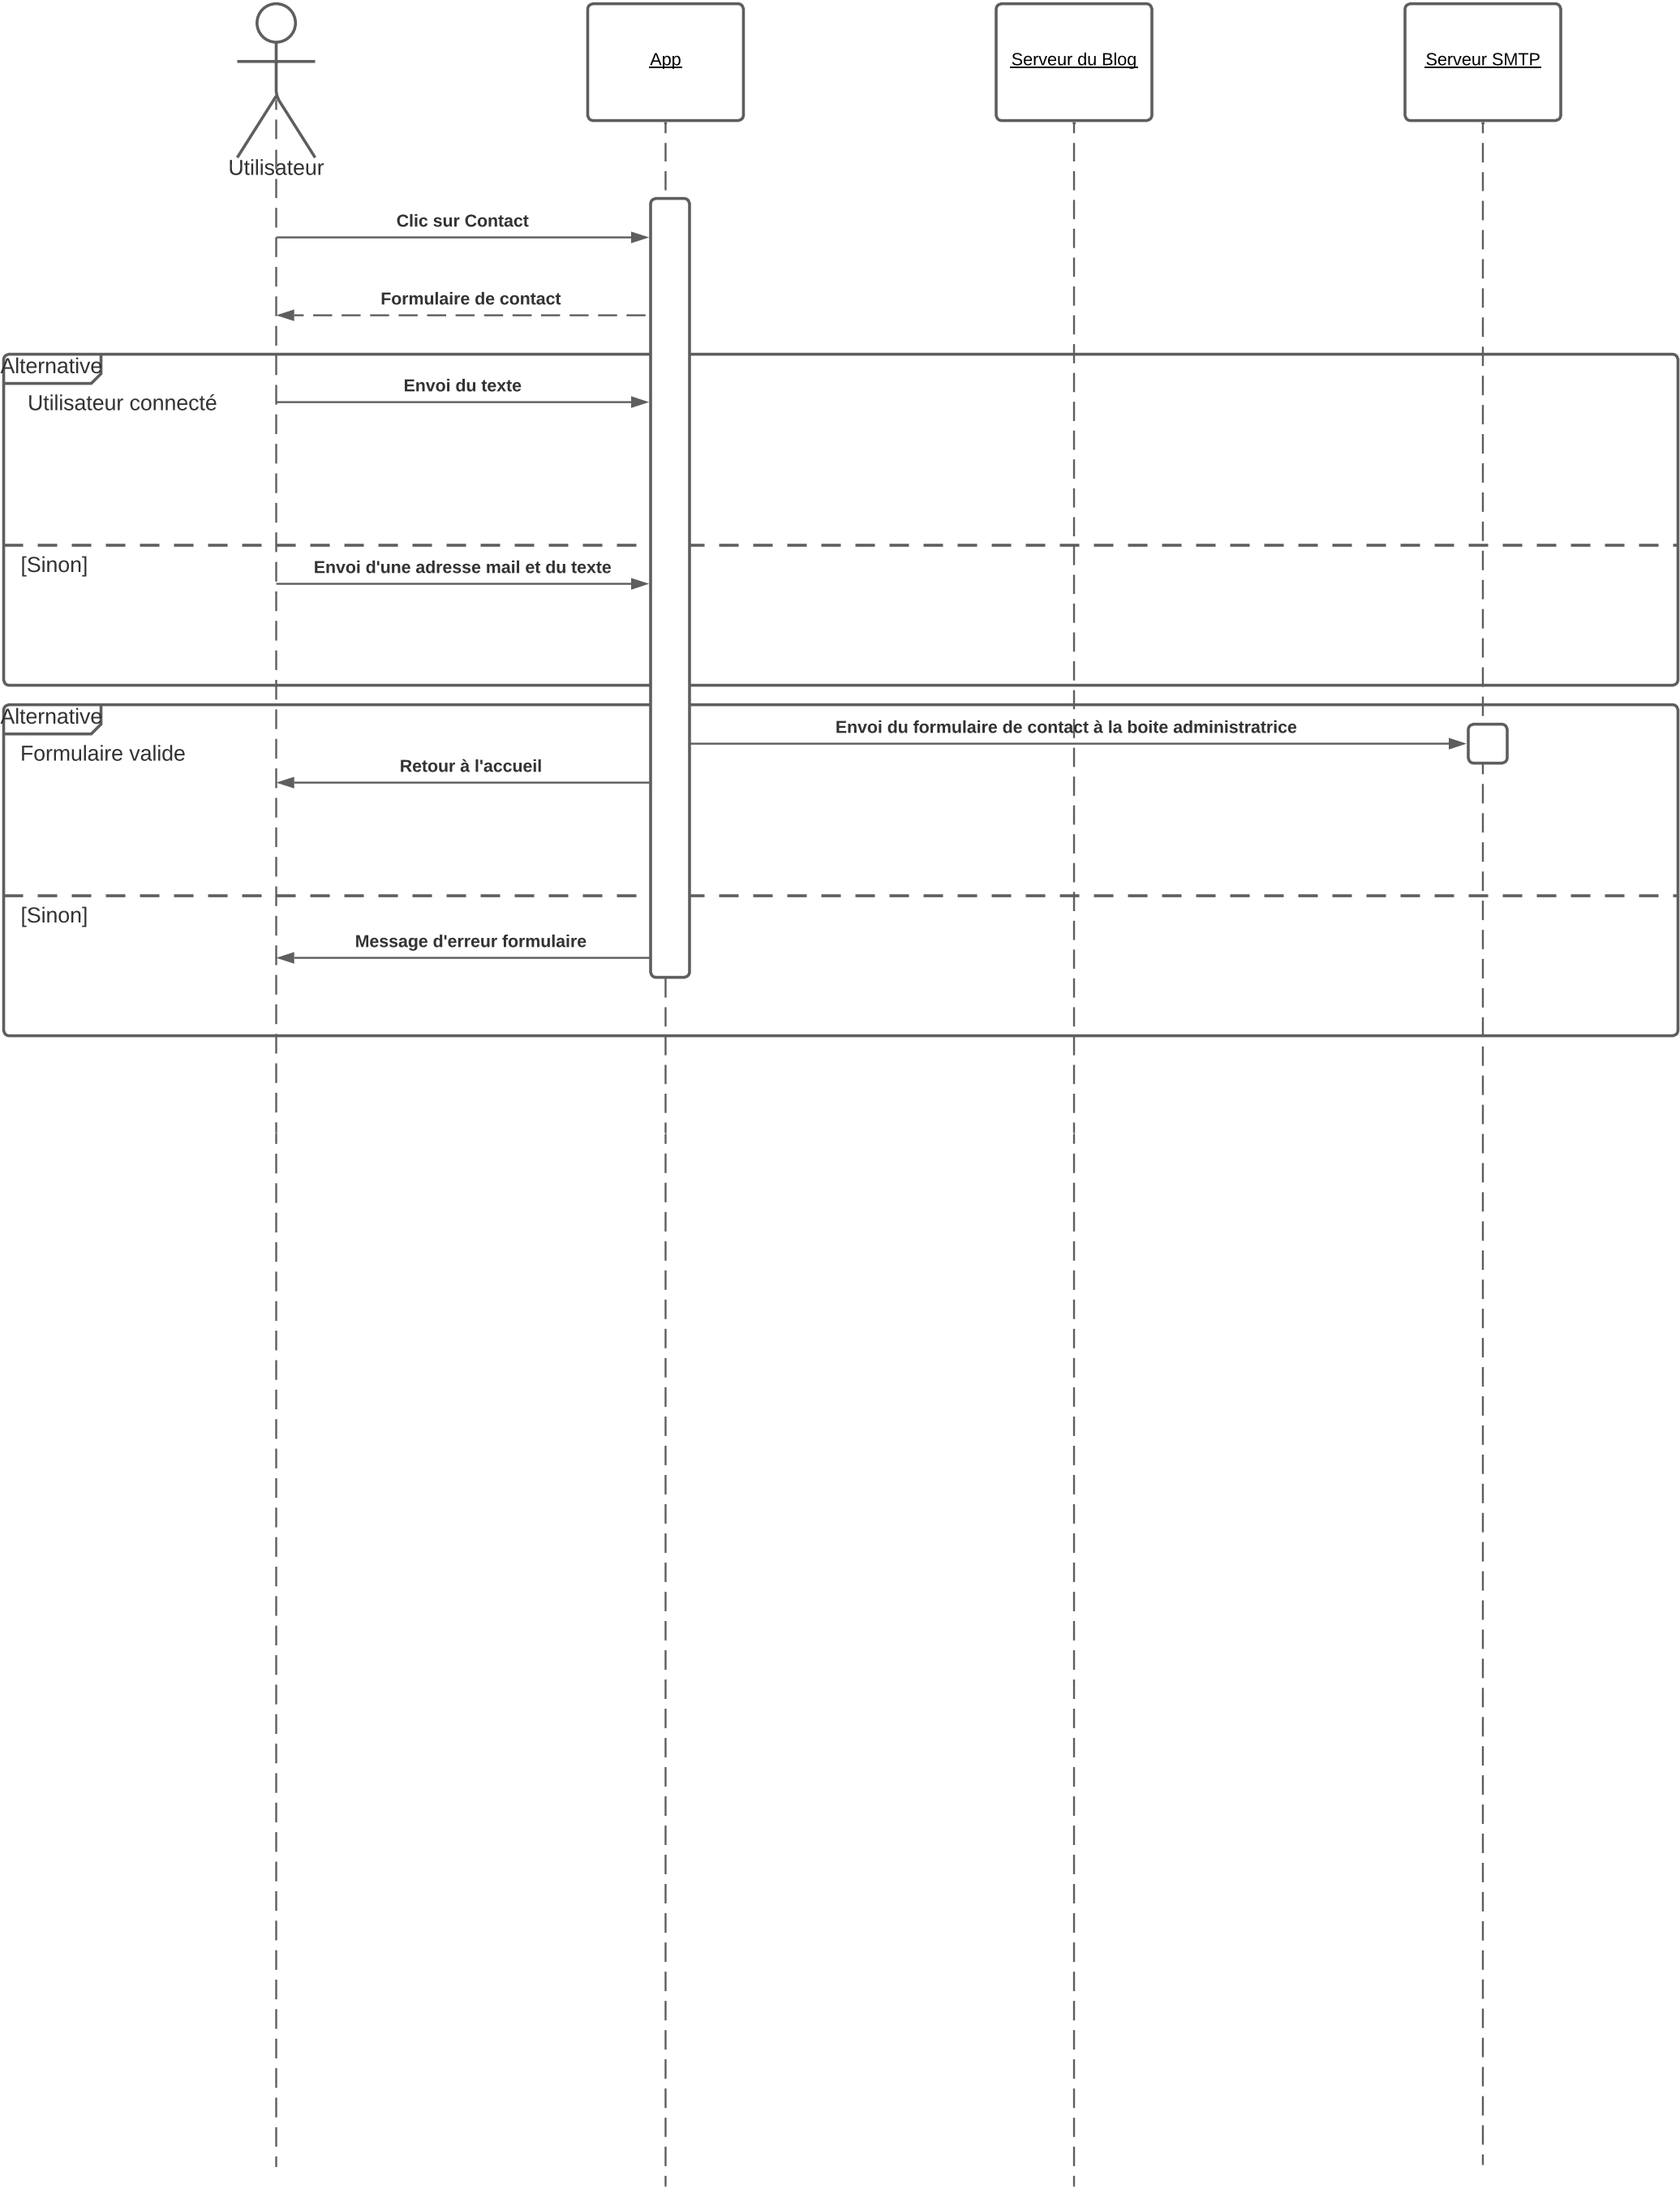 App
Serveur du Blog
Serveur SMTP
Utilisateur
Clic sur Contact
Formulaire de contact
Alternative
Envoi du texte
Utilisateur connecté
[Sinon]
Envoi d'une adresse mail et du texte
Alternative
Envoi du formulaire de contact à la boite administratrice
Formulaire valide
Retour à l'accueil
[Sinon]
Message d'erreur formulaire